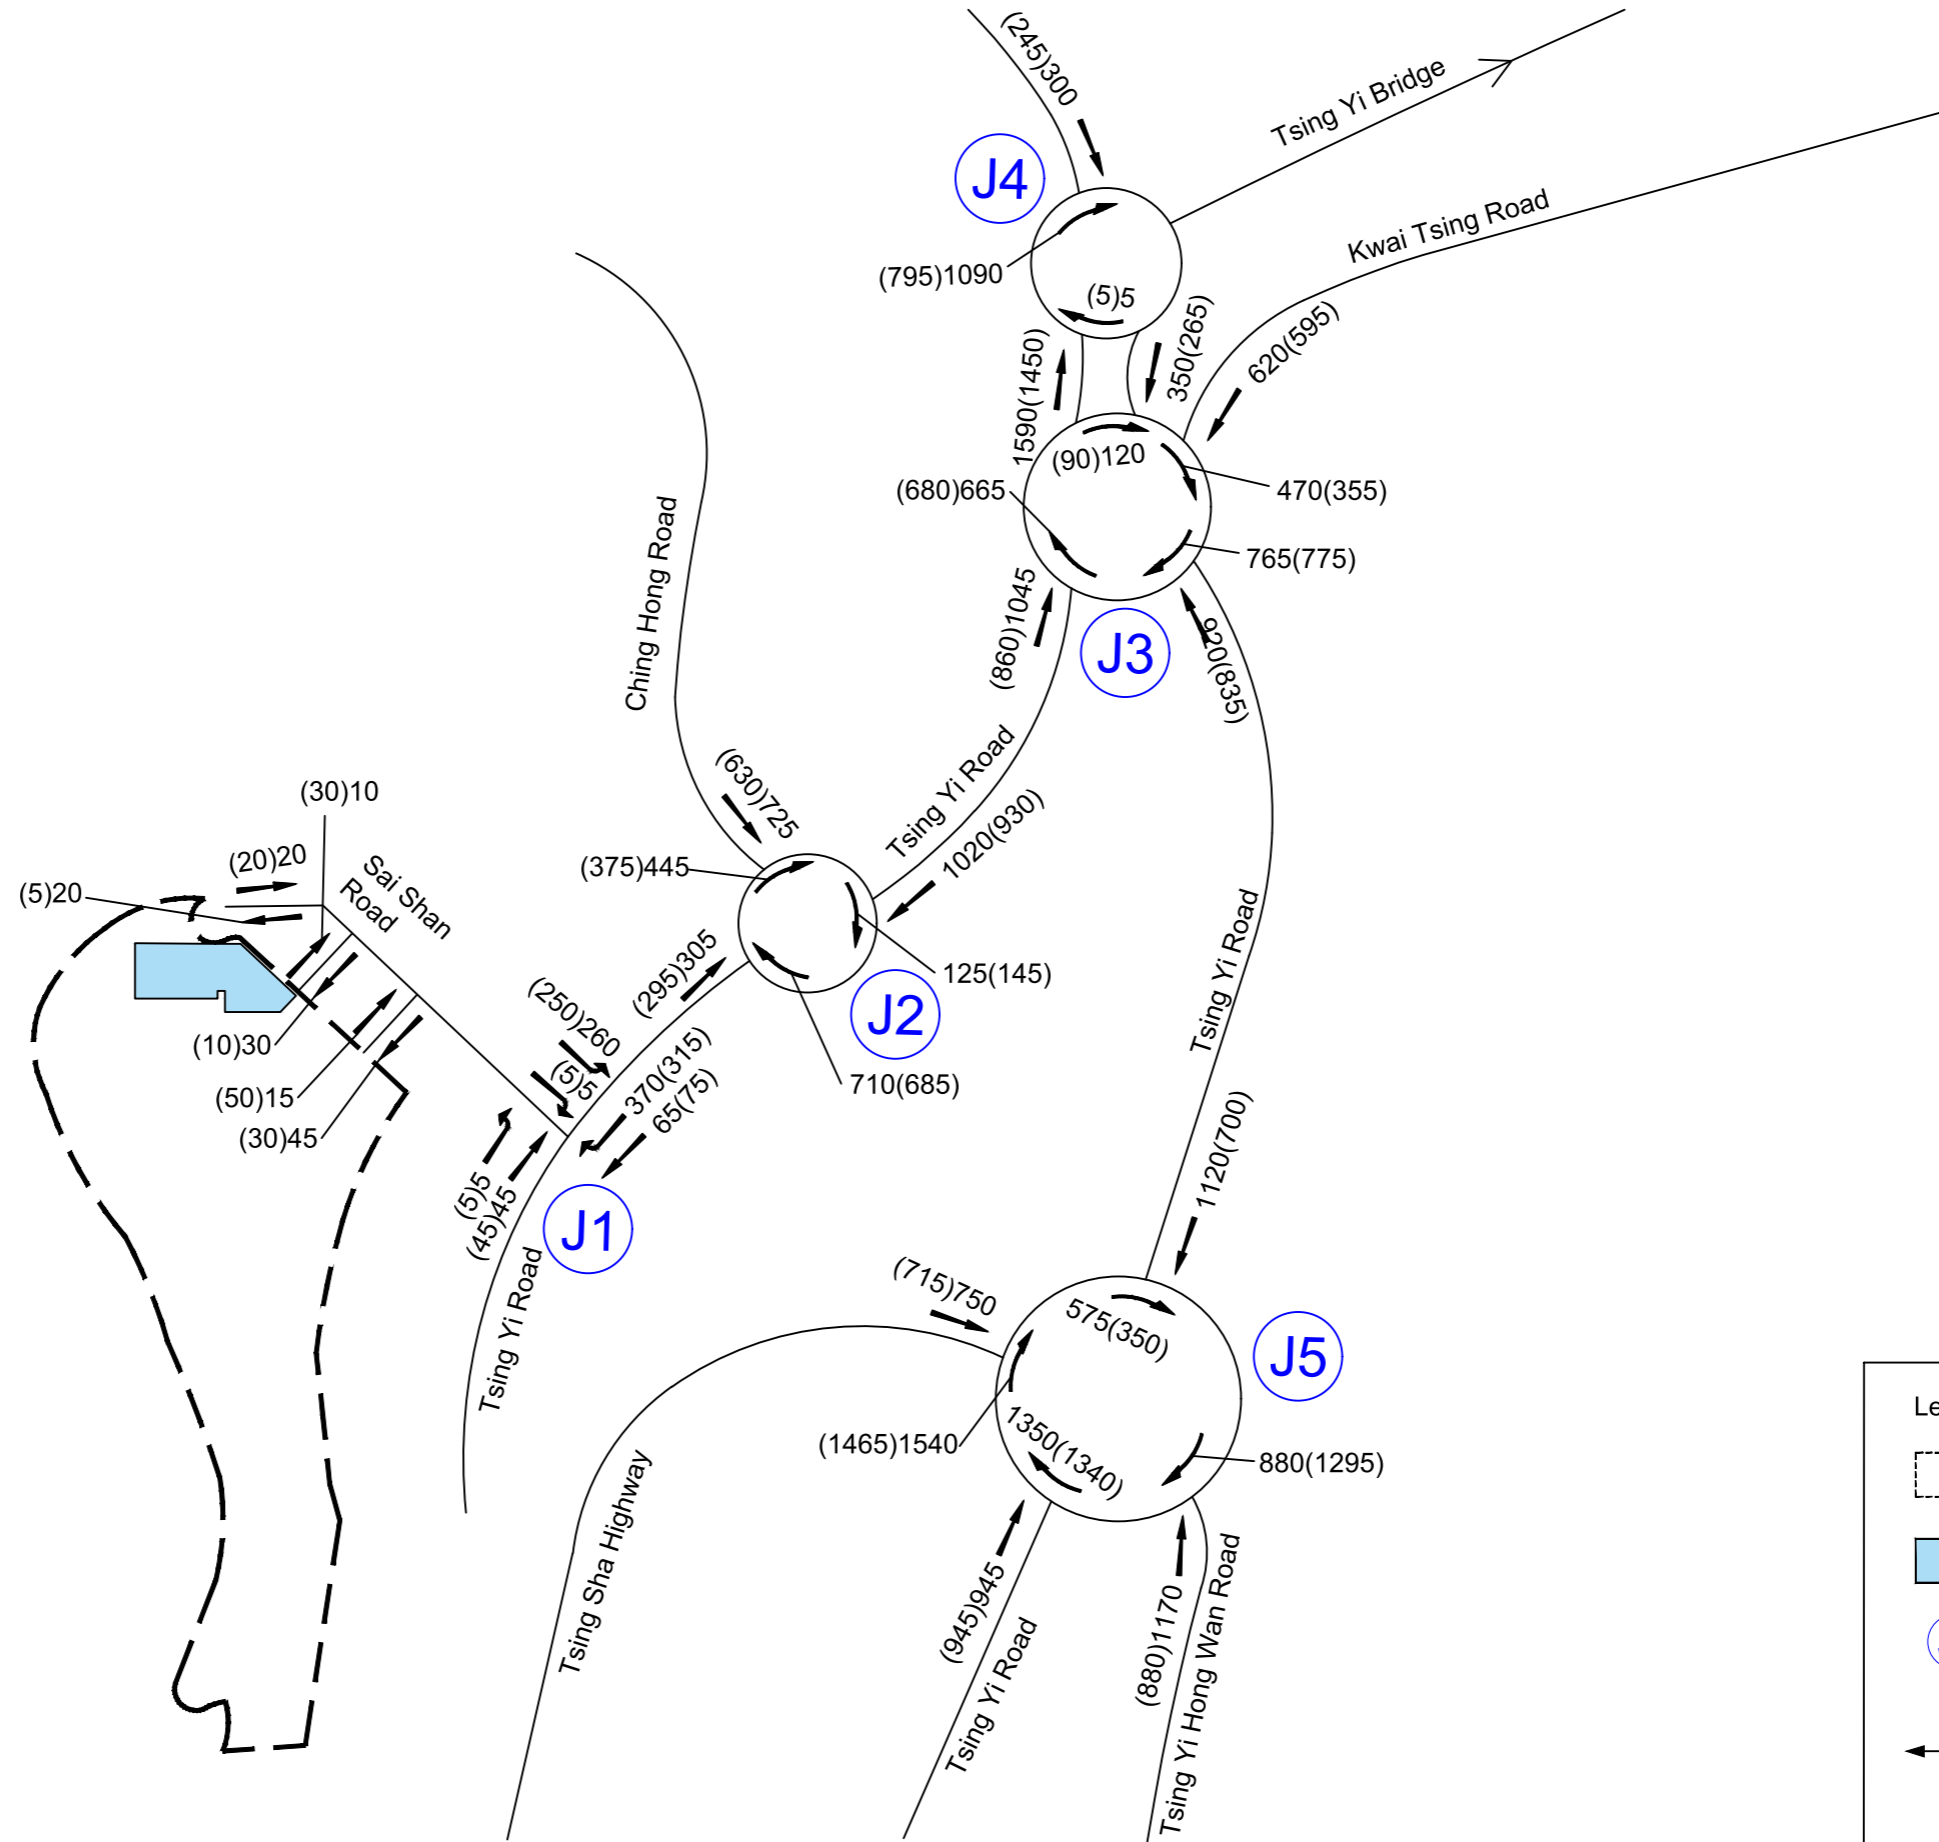 (245)300
Tsing Yi Bridge
J4
Kwai Tsing Road
(795)1090
(5)5
350(265)
620(595)
1590(1450)
(90)120
(680)665
470(355)
765(775)
Ching Hong Road
(860)1045
J3
920(835)
Tsing Yi Road
(630)725
1020(930)
(30)10
(20)20
(5)20
Sai Shan
Road
(375)445
125(145)
(295)305
J2
710(685)
(250)260
(5)5
370(315)
65(75)
(10)30
(50)15
(30)45
(5)5
(45)45
J1
Tsing Yi Road
Tsing Yi Road
1120(700)
(715)750
575(350)
J5
(1465)1540
1350(1340)
880(1295)
Tsing Sha Highway
(945)945
Tsing Yi Road
(880)1170
Tsing Yi Hong Wan Road
Le